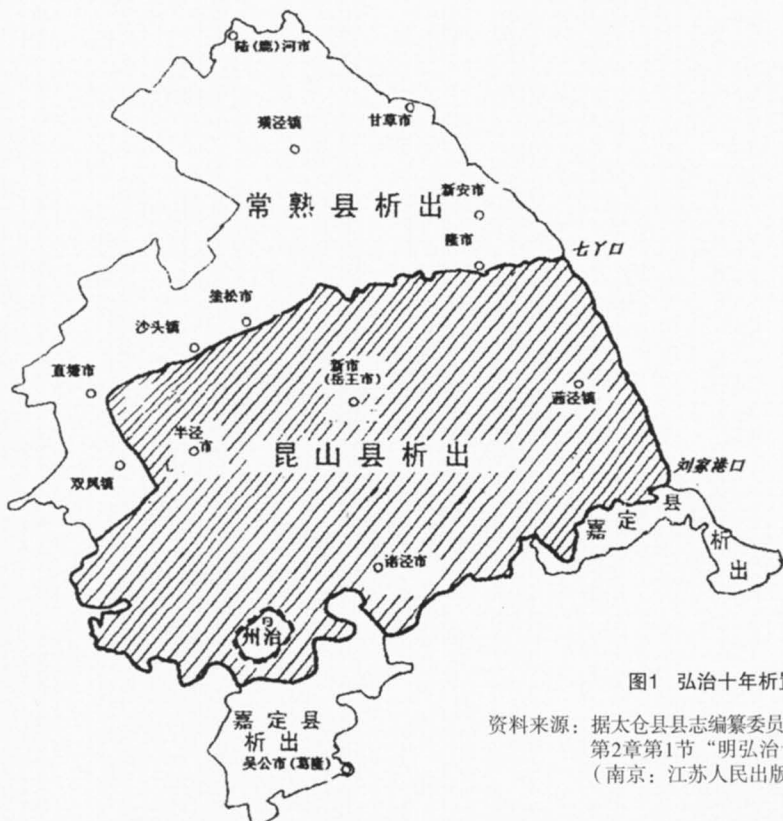 陆(鹿)河市
璜泾镇
甘草市
常熟县析出
新安市
隆市
七丫口
沙头镇
直塘市
新市
(岳王市)
茜泾镇
半泾
市
昆山县析出
双凤镇
刘家港口
嘉定县
析出
诸泾市
州治
嘉定县
析出
吴公市(葛隆)
图1 弘治十年析
资料来源：据太仓县县志编纂委员
第2章第1节“明弘治
(南京：江苏人民出版